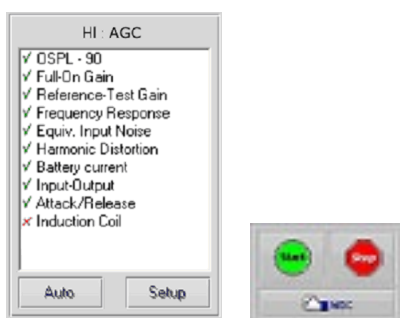 HI : AGC
√ OSPL - 90
√ Full-On Gain
√ Reference-Test Gain
√ Frequency Response
√ Equiv. Input Noise
√ Harmonic Distortion
√ Battery current
√ Input-Output
√ Attack/Release
× Induction Coil
Auto
Setup
Start
Stop